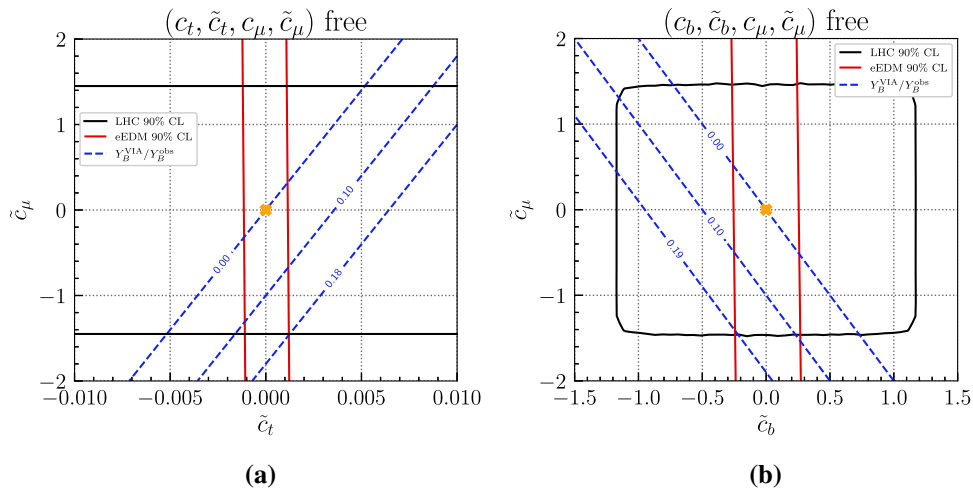 (c_t, c̃_t, c_μ, c̃_μ) free
2
1
0
−1
−2
c̃_μ
LHC 90% CL
eEDM 90% CL
Y_B^VIA/Y_B^obs
0.00
0.10
0.18
−0.010
−0.005
0.000
0.005
0.010
c̃_t
(a)
(c_b, c̃_b, c_μ, c̃_μ) free
2
1
0
−1
−2
c̃_μ
LHC 90% CL
eEDM 90% CL
Y_B^VIA/Y_B^obs
0.00
0.10
0.19
−1.5
−1.0
−0.5
0.0
0.5
1.0
1.5
c̃_b
(b)